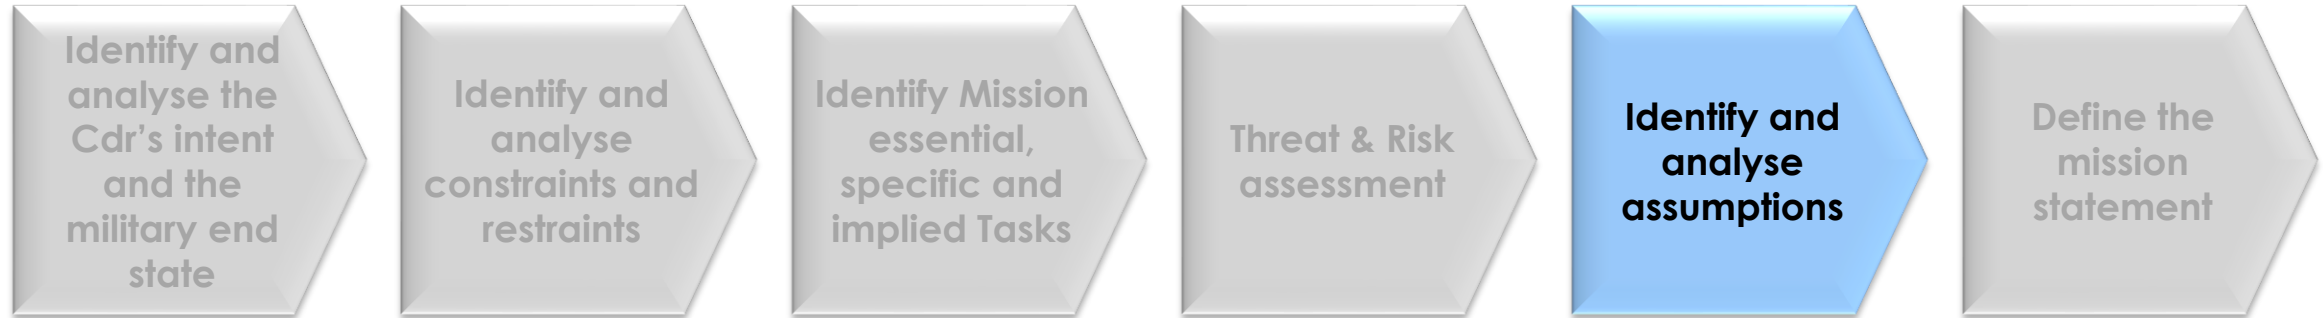 Identify and
analyse the
Cdr’s intent
and the
military end
state
Identify and
analyse
constraints and
restraints
Identify Mission
essential,
specific and
implied Tasks
Threat & Risk
assessment
Identify and
analyse
assumptions
Define the
mission
statement